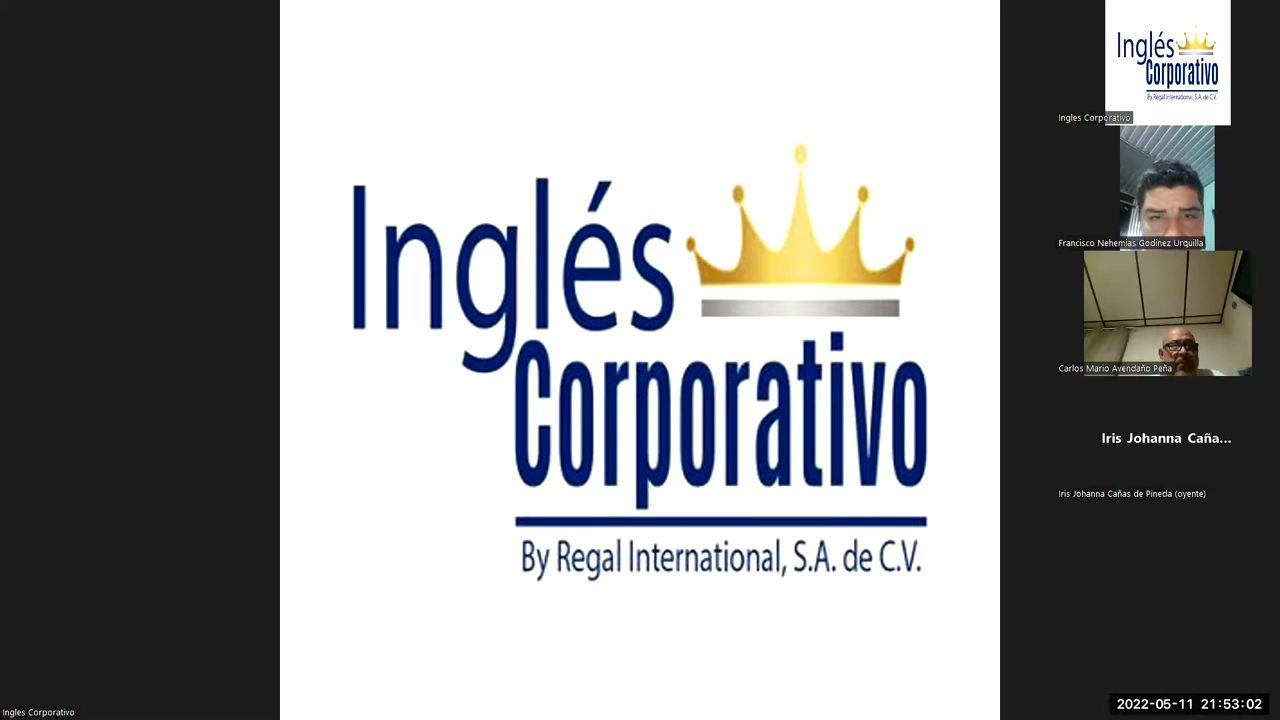 Inglés
Corporativo
By Regal International, S.A. de C.V.
Ingles Corporativo
Inglés
Corporativo
By Regal International, S.A. de C.V.
Ingles Corporativo
Francisco Nehemias Godinez Urquilla
Carlos Mario Avendaño Peña
Iris Johanna Caña...
Iris Johanna Cañas de Pineda (oyente)
2022-05-11 21:53:02